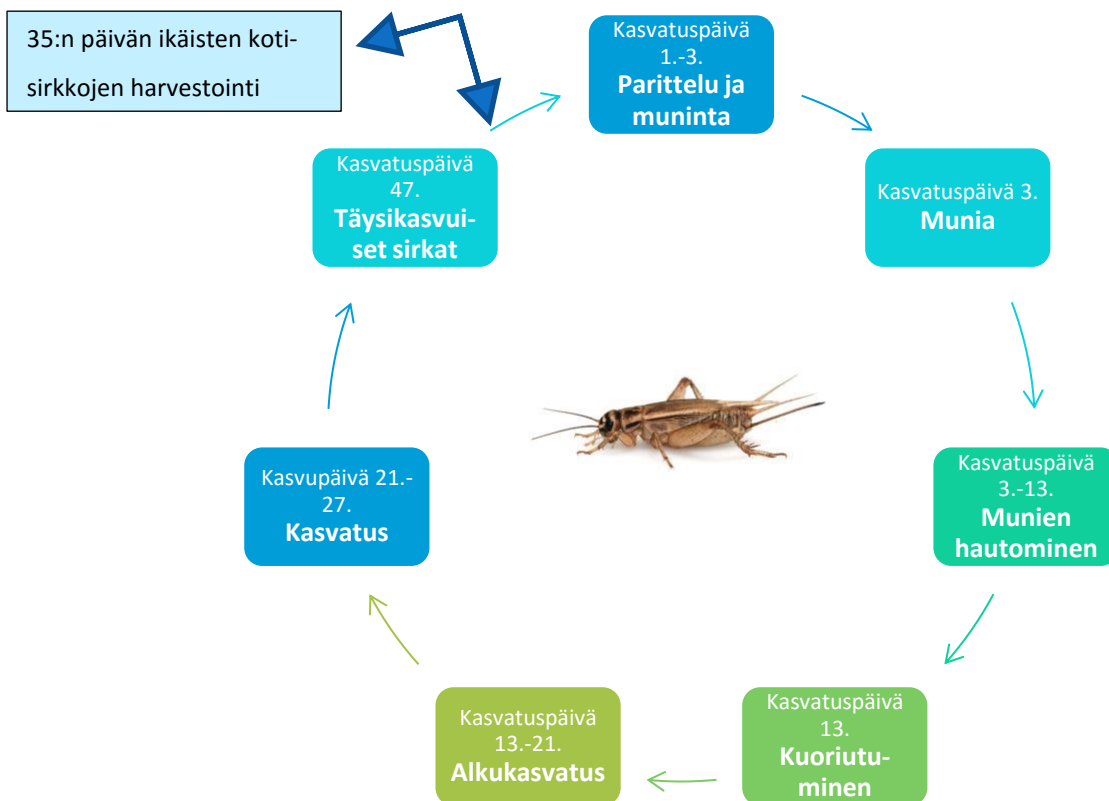 35:n päivän ikäisten koti-
sirkkojen harvestointi
Kasvatuspäivä
1.-3.
Parittelu ja
muninta
Kasvatuspäivä 3.
Munia
Kasvatuspäivä
3.-13.
Munien
hautominen
Kasvatuspäivä
13.
Kuoriutu-
minen
Kasvatuspäivä
13.-21.
Alkukasvatus
Kasvupäivä 21.-
27.
Kasvatus
Kasvatuspäivä
47.
Täysikasvui-
set sirkat